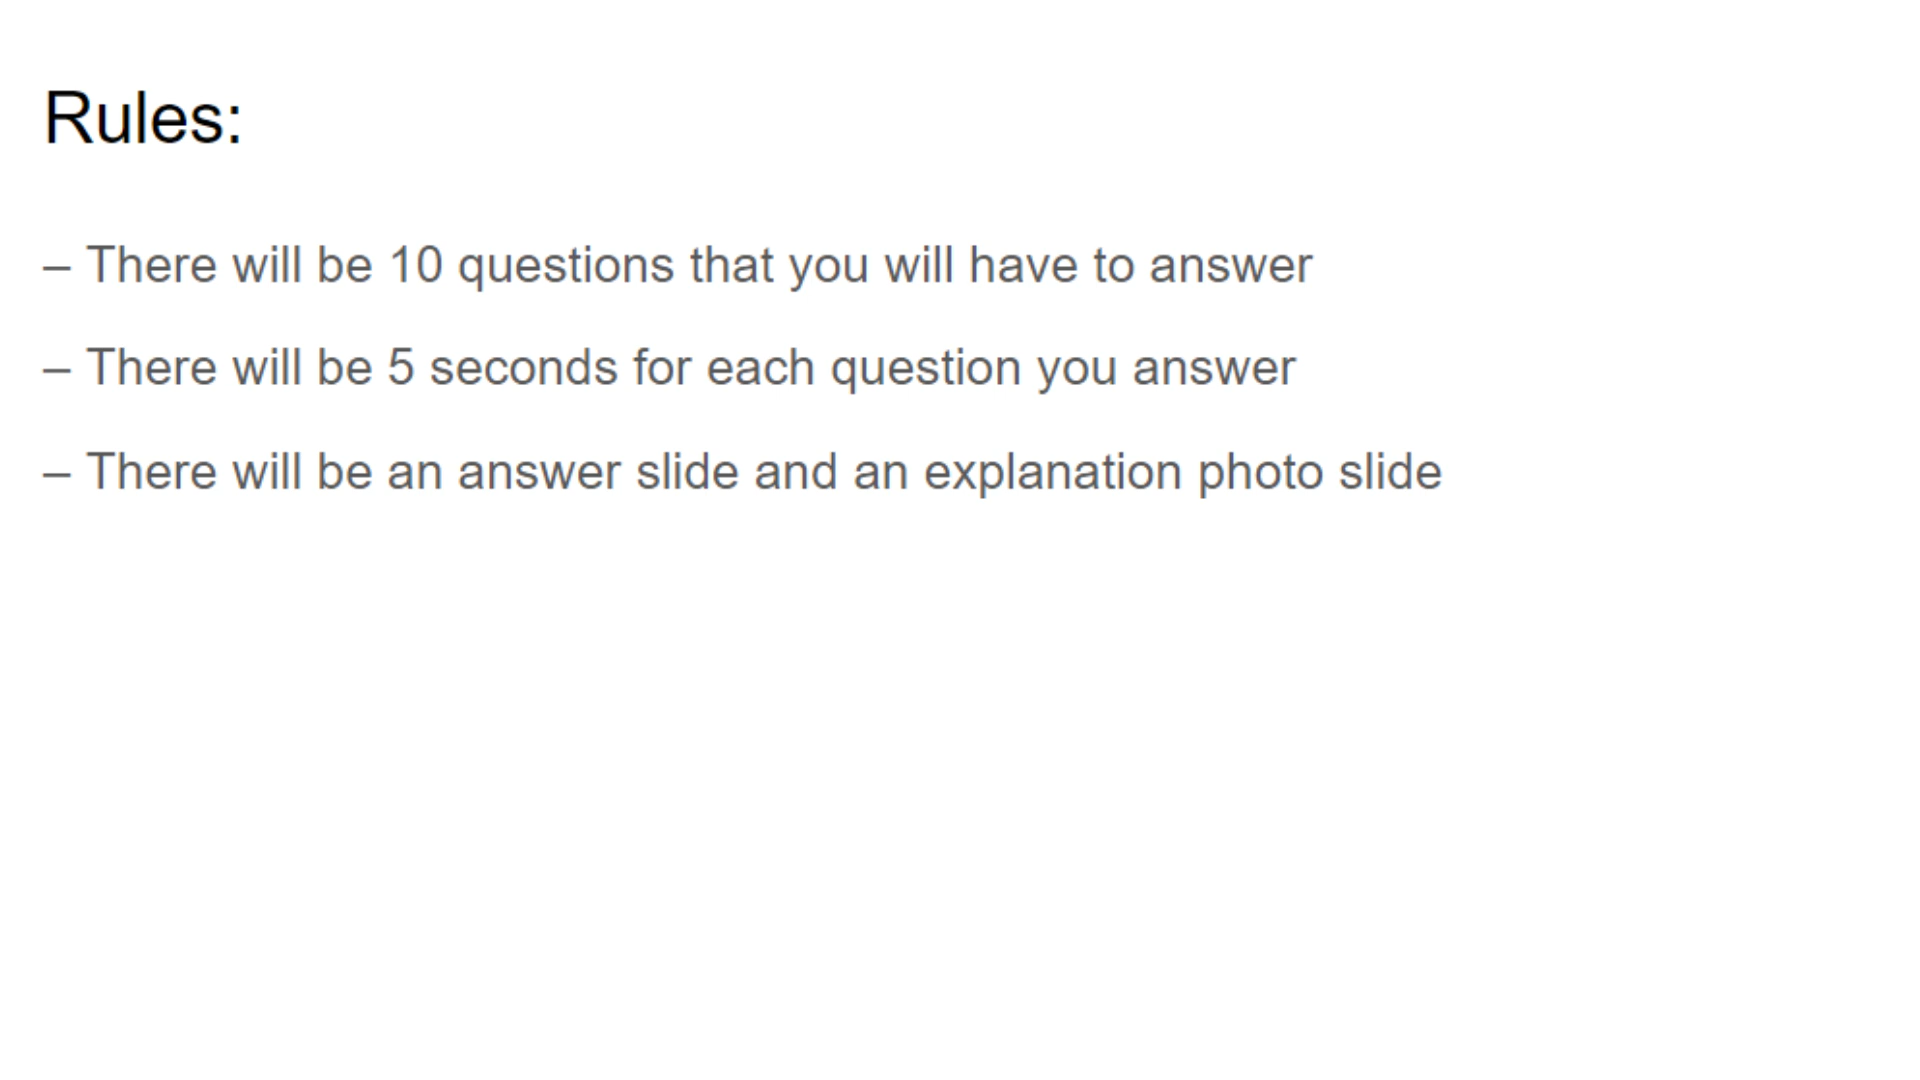 Rules:
– There will be 10 questions that you will have to answer
– There will be 5 seconds for each question you answer
– There will be an answer slide and an explanation photo slide